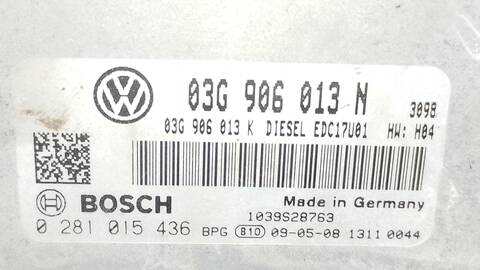 03G 906 013 N 3098
03G 906 013 K DIESEL EDC17U01 HW: H04
BOSCH
Made in Germany
1039S28763
0 281 015 436 BPG B10 09-05-08 1311 0044